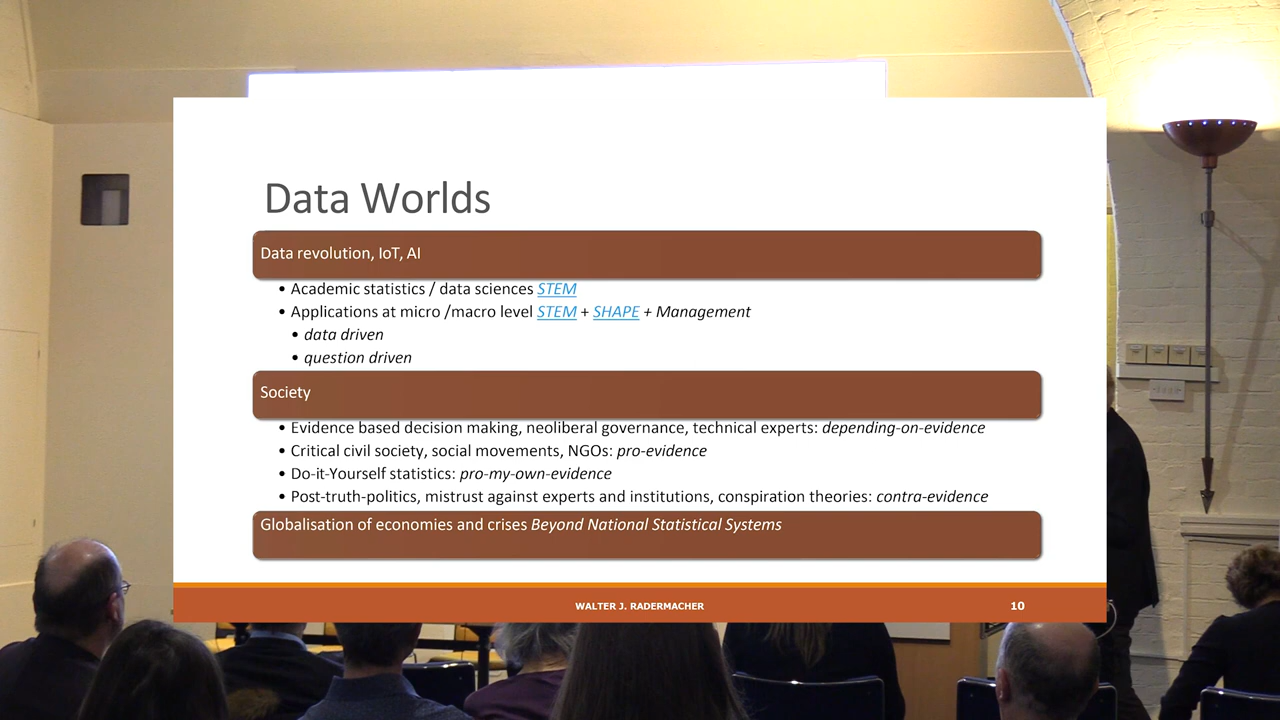 Data Worlds
Data revolution, IoT, AI
• Academic statistics / data sciences STEM
• Applications at micro /macro level STEM + SHAPE + Management
• data driven
• question driven
Society
• Evidence based decision making, neoliberal governance, technical experts: depending-on-evidence
• Critical civil society, social movements, NGOs: pro-evidence
• Do-it-Yourself statistics: pro-my-own-evidence
• Post-truth-politics, mistrust against experts and institutions, conspiration theories: contra-evidence
Globalisation of economies and crises Beyond National Statistical Systems
WALTER J. RADERMACHER
10